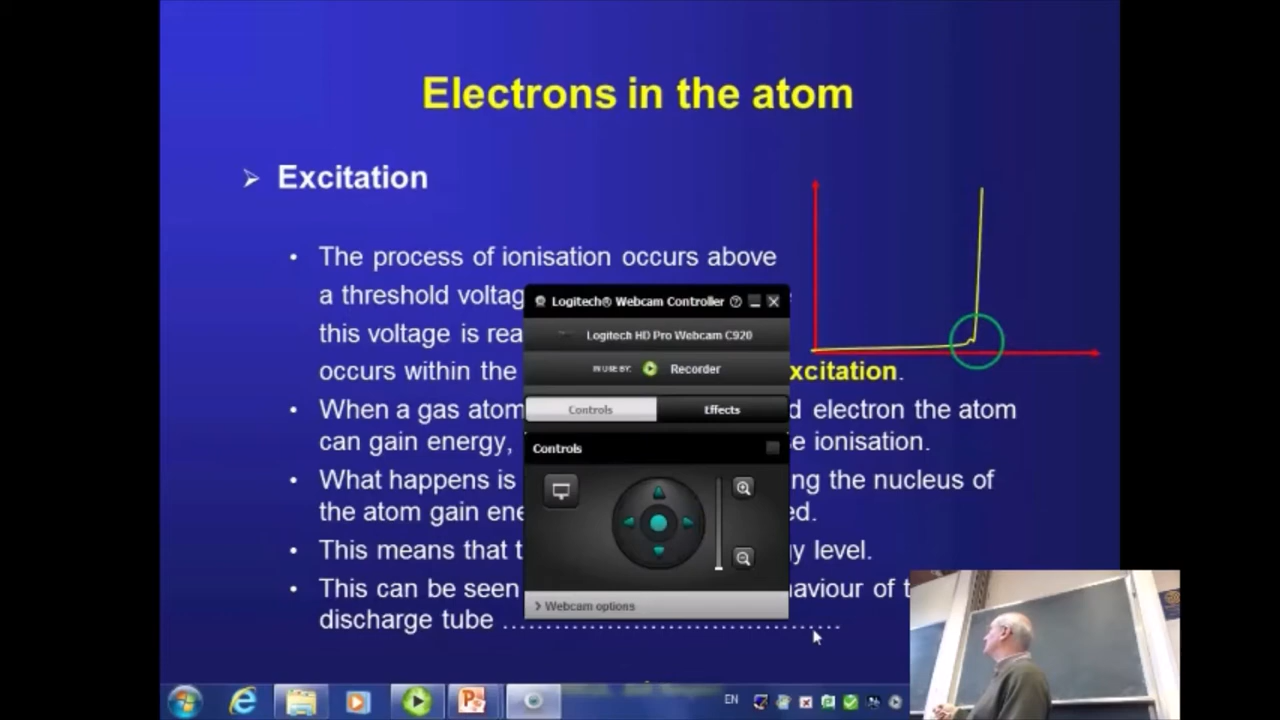 Electrons in the atom
Excitation
The process of ionisation occurs above
a threshold voltag
this voltage is rea
occurs within the xcitation.
When a gas atom d electron the atom
can gain energy, e ionisation.
What happens is ng the nucleus of
the atom gain ene ed.
This means that t y level.
This can be seen aviour of t
discharge tube ..........................................
Logitech® Webcam Controller
Logitech HD Pro Webcam C920
IN USE BY: Recorder
Controls Effects
Controls
Webcam options
EN